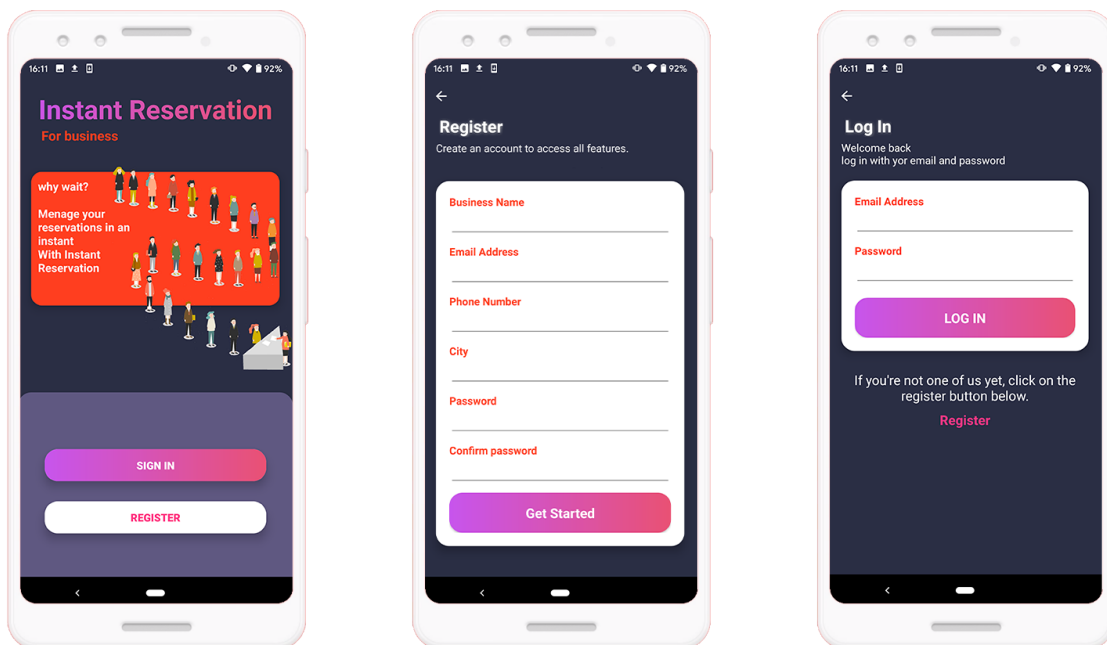 16:11 92%
Instant Reservation
For business
why wait?
Menage your
reservations in an
instant
With Instant
Reservation
SIGN IN
REGISTER
16:11 92%
Register
Create an account to access all features.
Business Name
Email Address
Phone Number
City
Password
Confirm password
Get Started
16:11 92%
Log In
Welcome back
log in with yor email and password
Email Address
Password
LOG IN
If you're not one of us yet, click on the
register button below.
Register